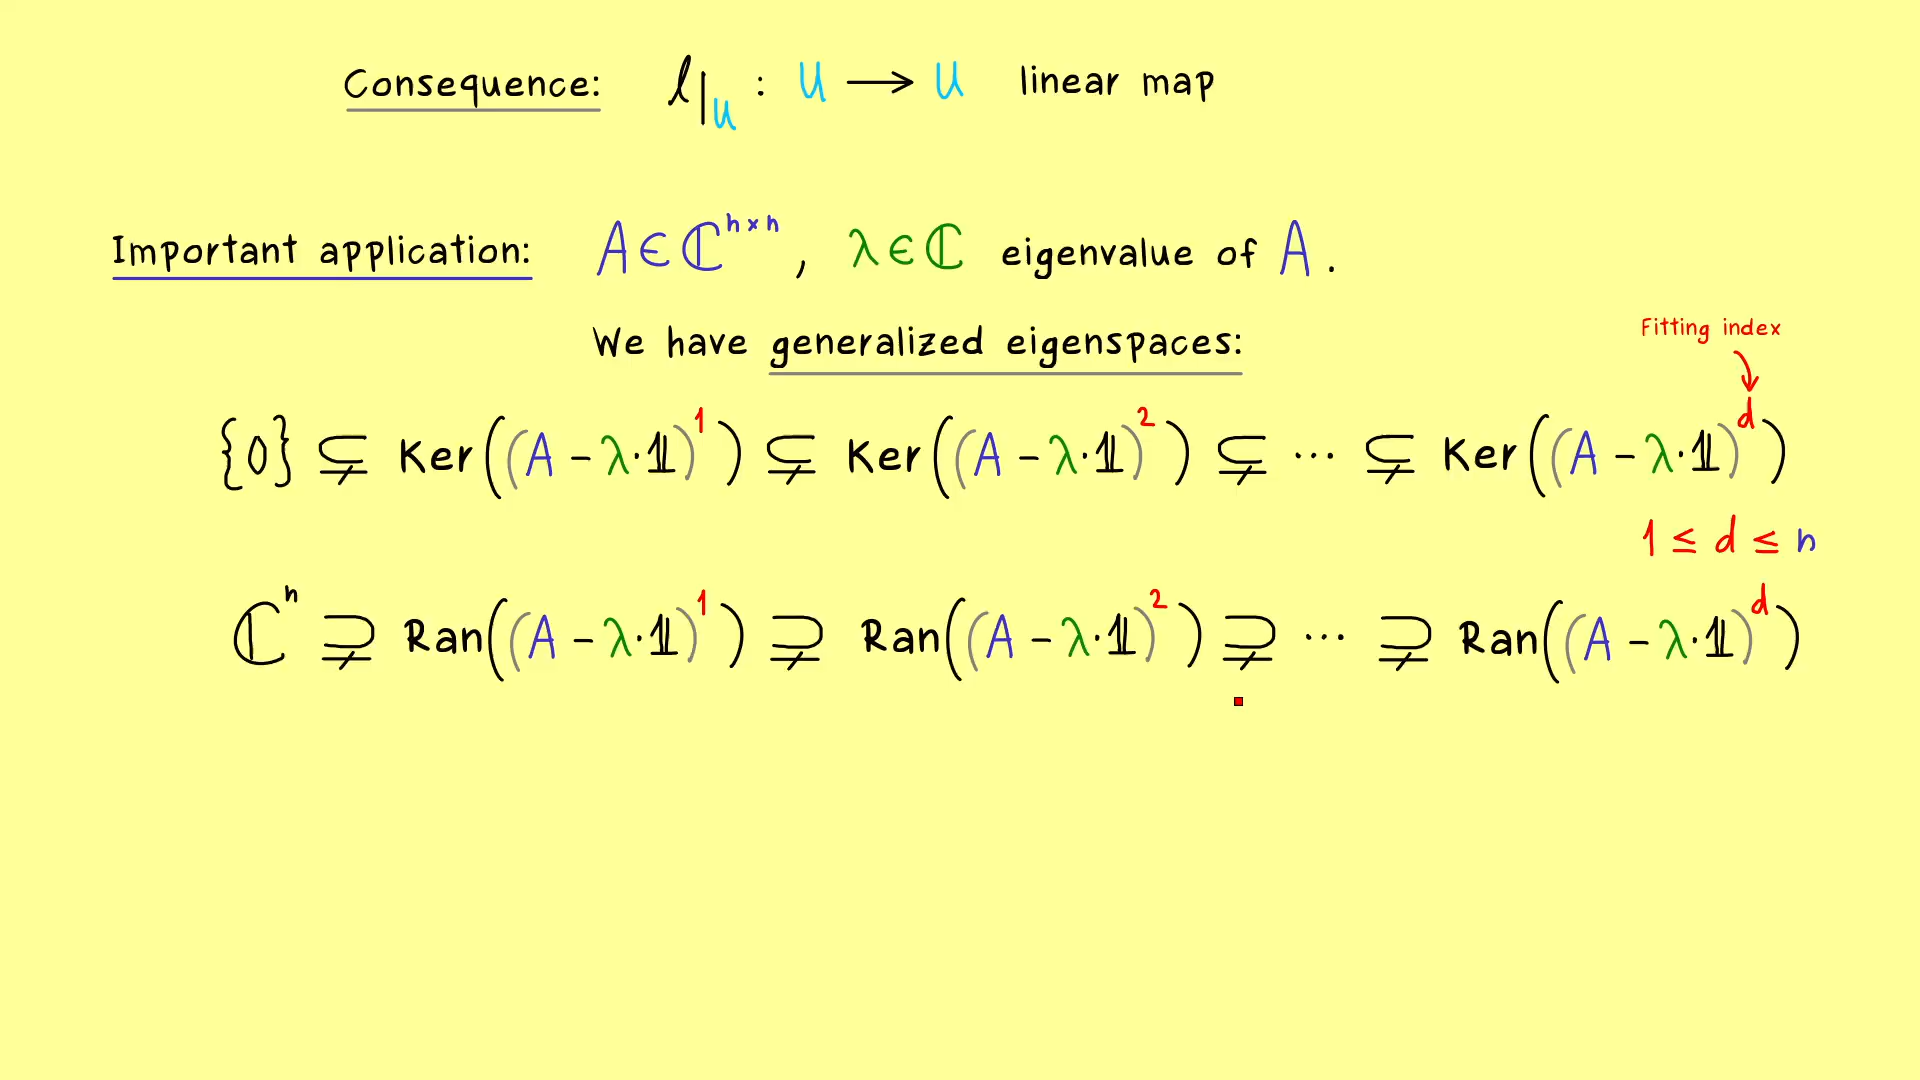 Consequence: ℓ|_U : U ⟶ U linear map
Important application: A ∈ ℂ^{n×n} , λ ∈ ℂ eigenvalue of A .
We have generalized eigenspaces:
Fitting index
{0} ⊊ Ker((A − λ·𝟙)^1) ⊊ Ker((A − λ·𝟙)^2) ⊊ ⋯ ⊊ Ker((A − λ·𝟙)^d)
1 ≤ d ≤ n
ℂ^n ⊋ Ran((A − λ·𝟙)^1) ⊋ Ran((A − λ·𝟙)^2) ⊋ ⋯ ⊋ Ran((A − λ·𝟙)^d)